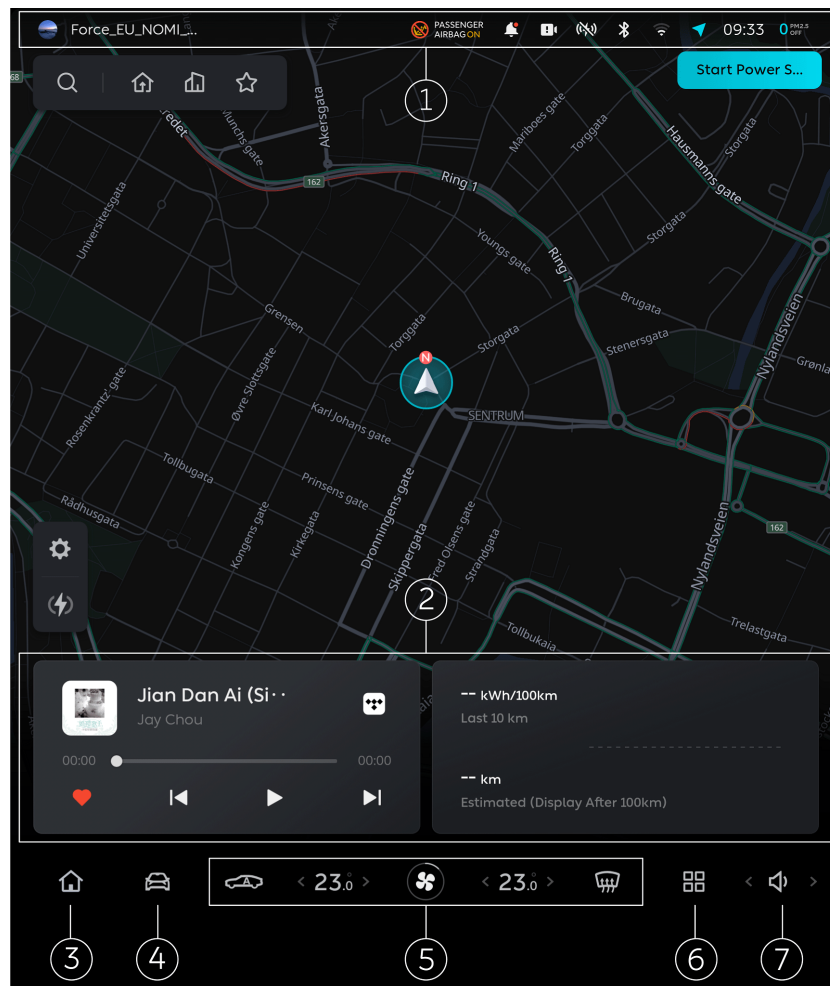 Force_EU_NOMI_...
PASSENGER
AIRBAG ON
09:33
0 PM2.5
OFF
Start Power S...
1
68
Akersgata
Munchs gate
Mariboes gate
Torggata
Hausmanns gate
Storgata
162
Ring 1
Universitetsgata
Youngs gate
Storgata
Ring 1
Brugata
Grensen
Torggata
N
Storgata
Stenersgata
Nylandsveien
Grønla
Øvre Slottsgate
Rosenkrantz' gate
Karl Johans gate
SENTRUM
Tollbugata
Prinsens gate
Rådhusgata
Kongens gate
Kirkegata
Dronningens gate
Skippergata
Fred Olsens gate
Strandgata
162
Nylandsveien
2
Tollbukaia
Trelastgata
Jian Dan Ai (Si··
Jay Chou
00:00
00:00
-- kWh/100km
Last 10 km
-- km
Estimated (Display After 100km)
23.0
23.0
3
4
5
6
7